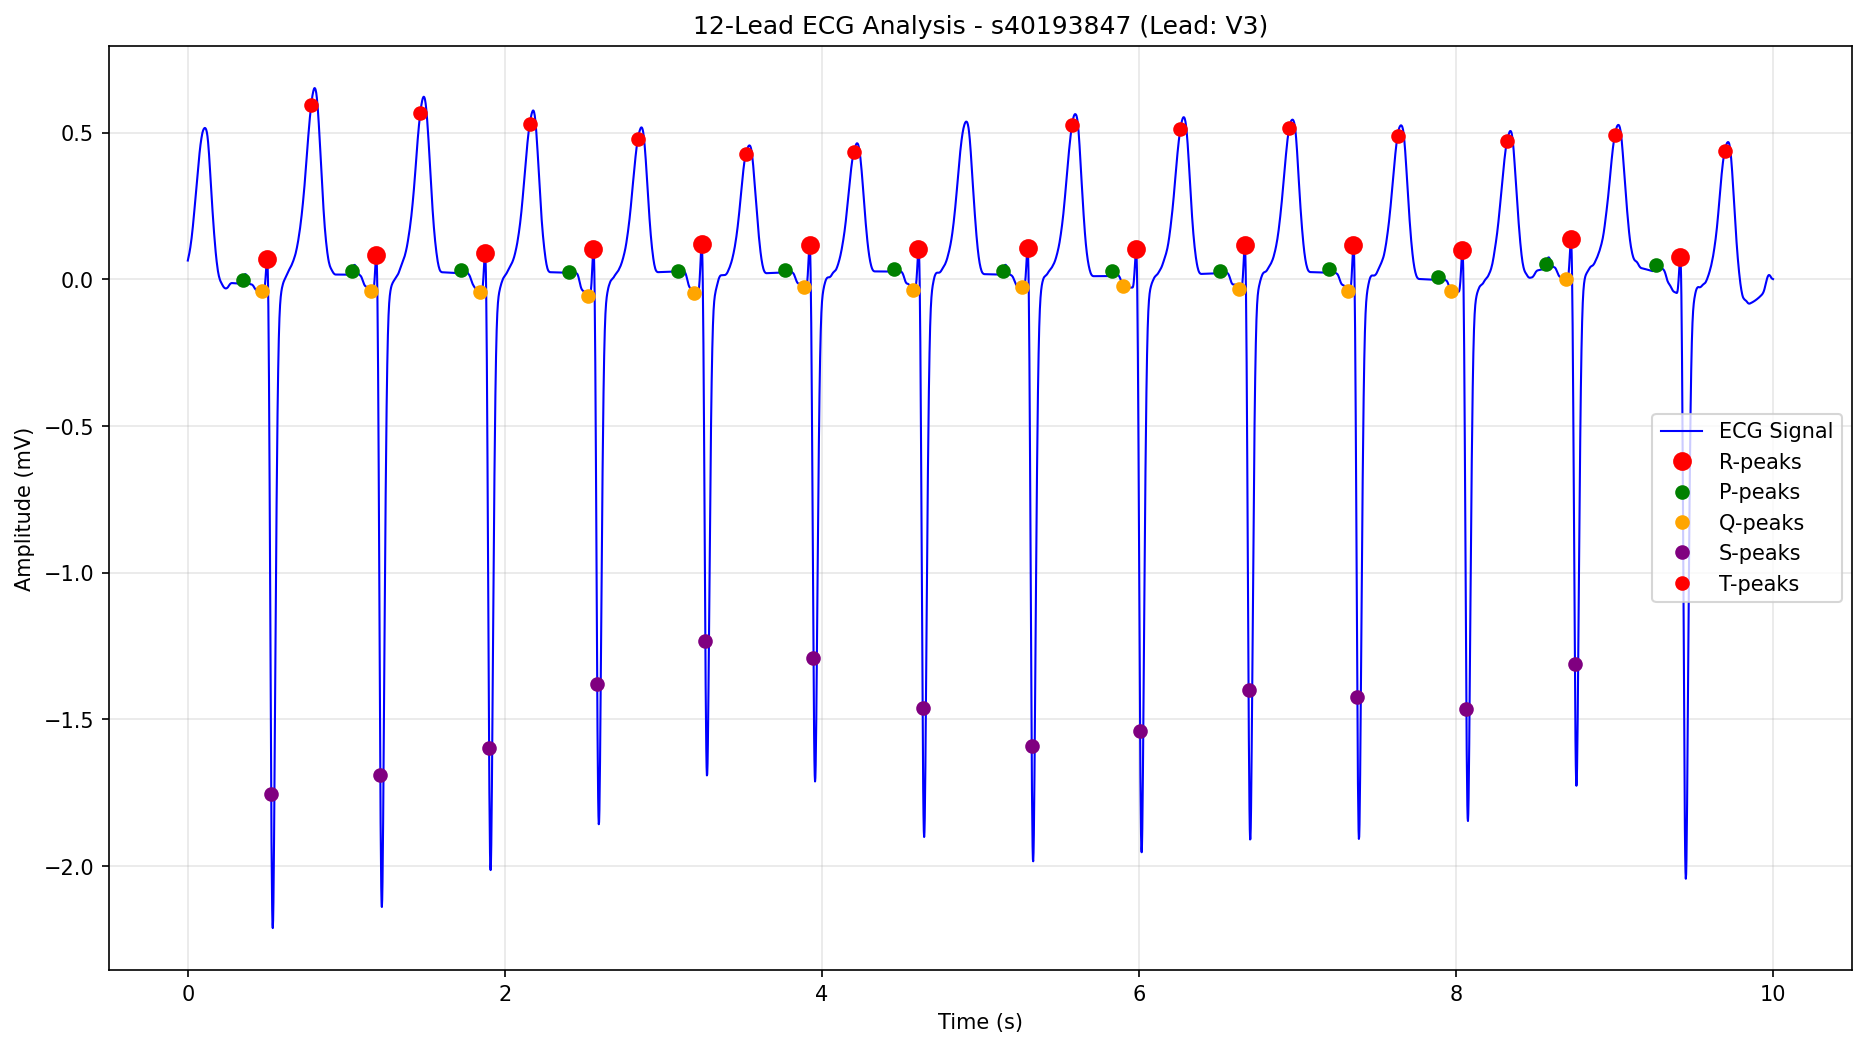 12-Lead ECG Analysis - s40193847 (Lead: V3)
Amplitude (mV)
0.5
0.0
−0.5
−1.0
−1.5
−2.0
ECG Signal
R-peaks
P-peaks
Q-peaks
S-peaks
T-peaks
0 2 4 6 8 10
Time (s)